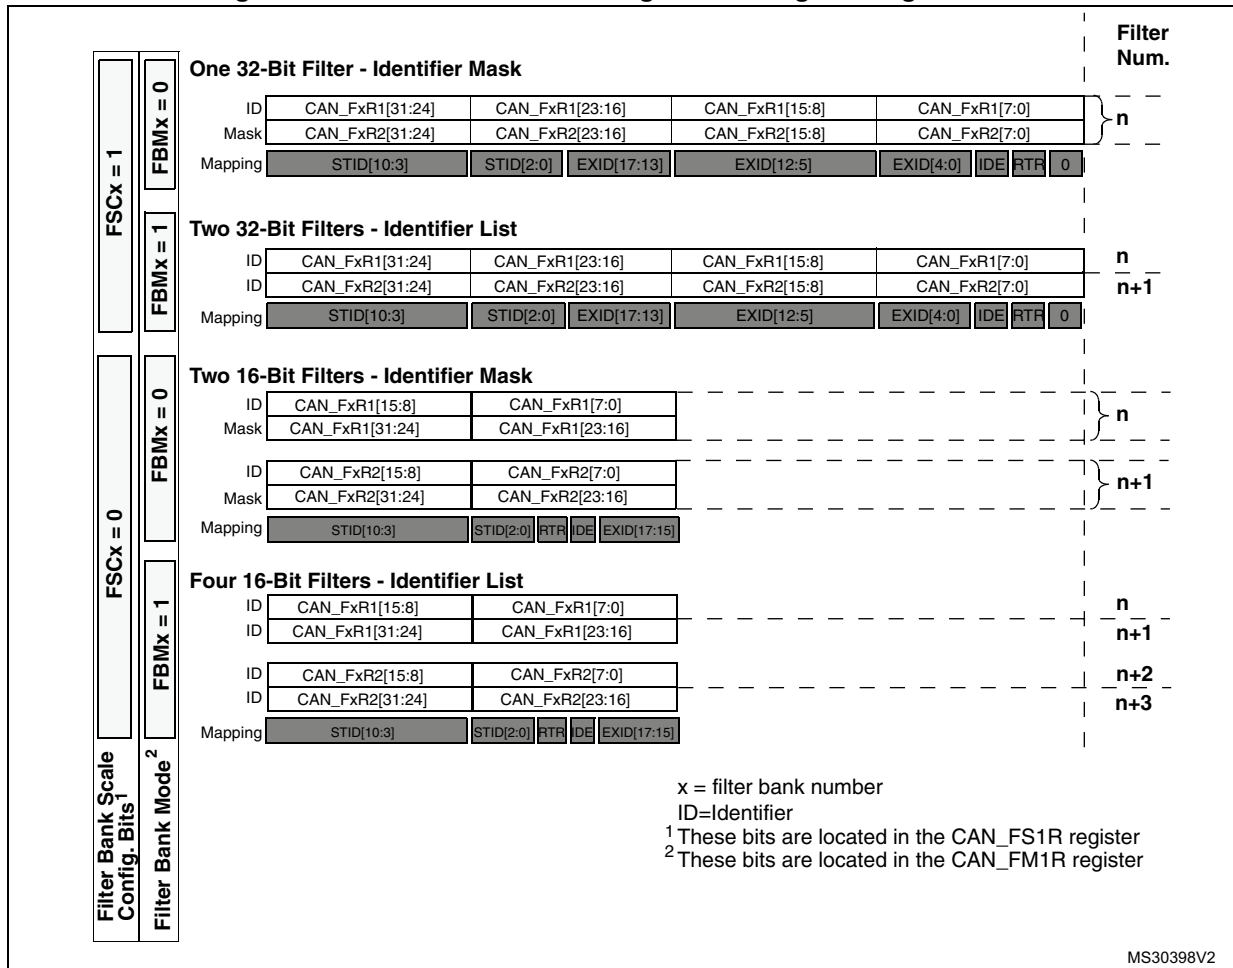 Filter
Num.
One 32-Bit Filter - Identifier Mask
ID CAN_FxR1[31:24] CAN_FxR1[23:16] CAN_FxR1[15:8] CAN_FxR1[7:0]
n
Mask CAN_FxR2[31:24] CAN_FxR2[23:16] CAN_FxR2[15:8] CAN_FxR2[7:0]
Mapping STID[10:3] STID[2:0] EXID[17:13] EXID[12:5] EXID[4:0] IDE RTR 0
FSCx = 1
FBMx = 0
Two 32-Bit Filters - Identifier List
ID CAN_FxR1[31:24] CAN_FxR1[23:16] CAN_FxR1[15:8] CAN_FxR1[7:0] n
ID CAN_FxR2[31:24] CAN_FxR2[23:16] CAN_FxR2[15:8] CAN_FxR2[7:0] n+1
Mapping STID[10:3] STID[2:0] EXID[17:13] EXID[12:5] EXID[4:0] IDE RTR 0
FBMx = 1
Two 16-Bit Filters - Identifier Mask
ID CAN_FxR1[15:8] CAN_FxR1[7:0]
n
Mask CAN_FxR1[31:24] CAN_FxR1[23:16]
ID CAN_FxR2[15:8] CAN_FxR2[7:0]
n+1
Mask CAN_FxR2[31:24] CAN_FxR2[23:16]
Mapping STID[10:3] STID[2:0] RTR IDE EXID[17:15]
FSCx = 0
FBMx = 0
Four 16-Bit Filters - Identifier List
ID CAN_FxR1[15:8] CAN_FxR1[7:0] n
ID CAN_FxR1[31:24] CAN_FxR1[23:16] n+1
ID CAN_FxR2[15:8] CAN_FxR2[7:0] n+2
ID CAN_FxR2[31:24] CAN_FxR2[23:16] n+3
Mapping STID[10:3] STID[2:0] RTR IDE EXID[17:15]
FBMx = 1
Filter Bank Scale
Config. Bits1
Filter Bank Mode2
x = filter bank number
ID=Identifier
1 These bits are located in the CAN_FS1R register
2 These bits are located in the CAN_FM1R register
MS30398V2